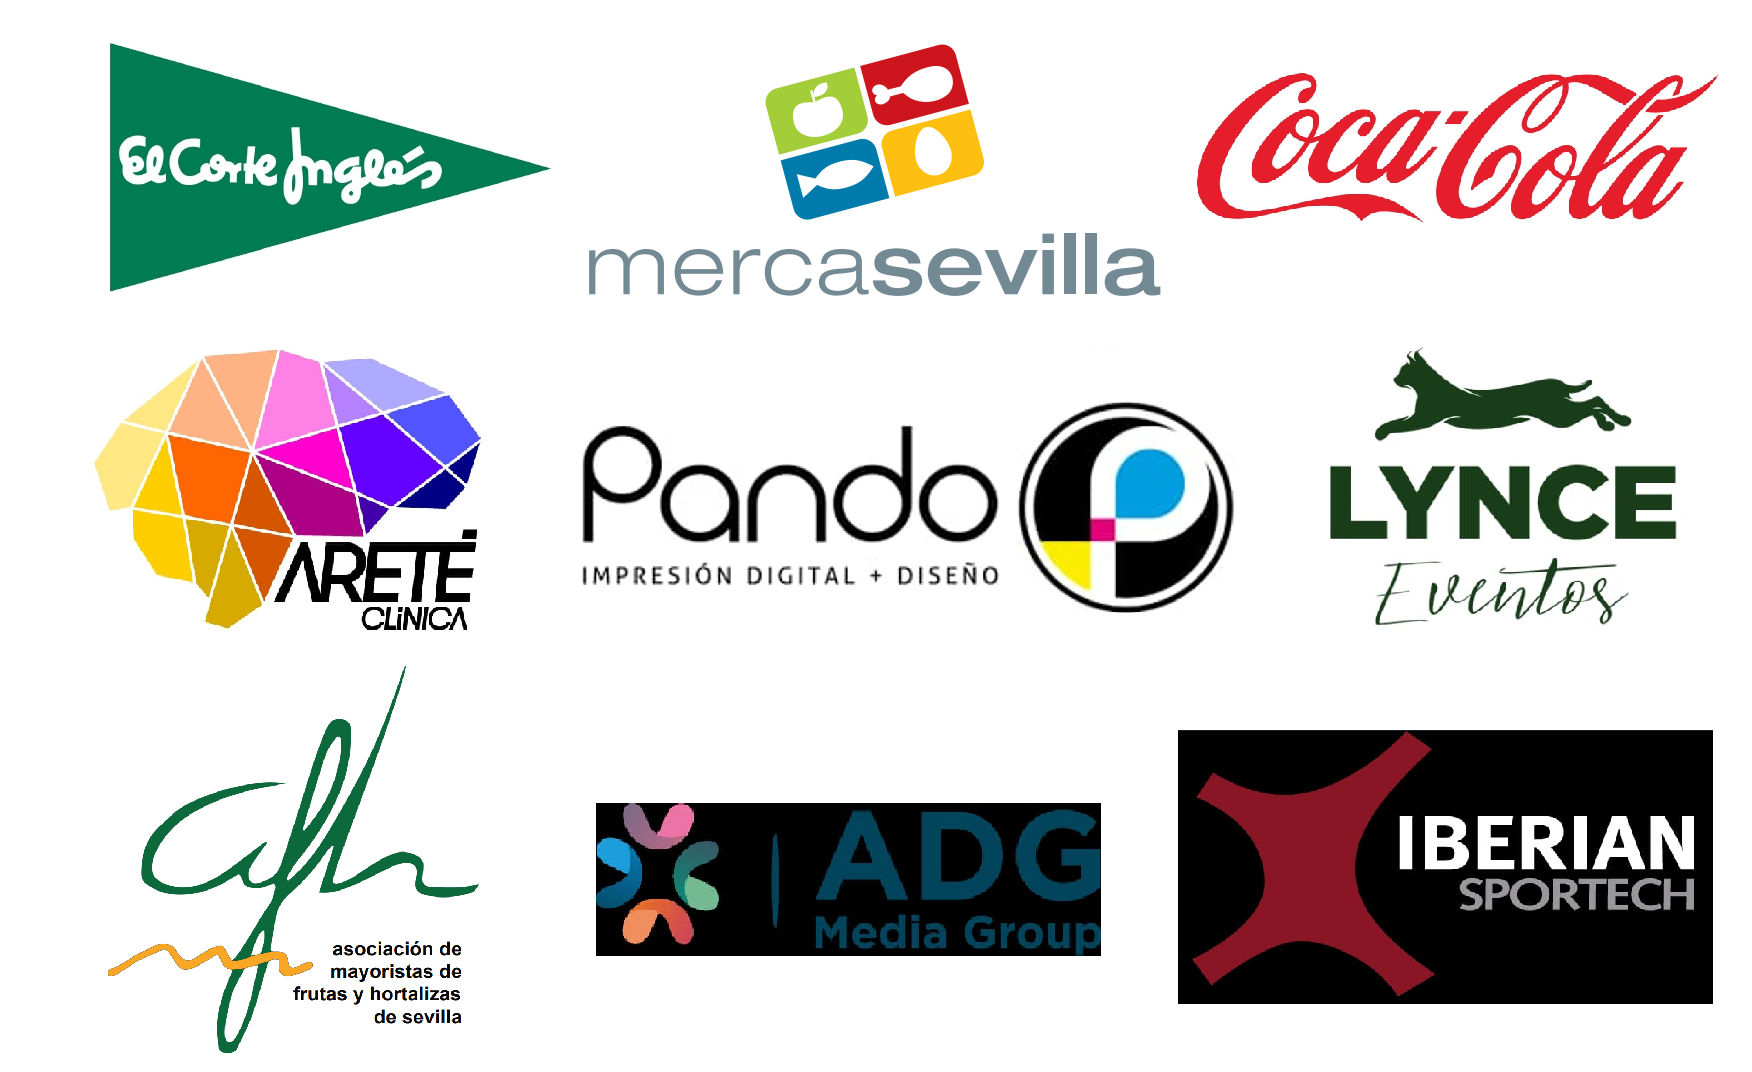 El Corte Inglés
mercasevilla
Coca-Cola
ARETÉ
CLÍNICA
Pando
IMPRESIÓN DIGITAL + DISEÑO
LYNCE
Eventos
asociación de
mayoristas de
frutas y hortalizas
de sevilla
ADG
Media Group
IBERIAN
SPORTECH